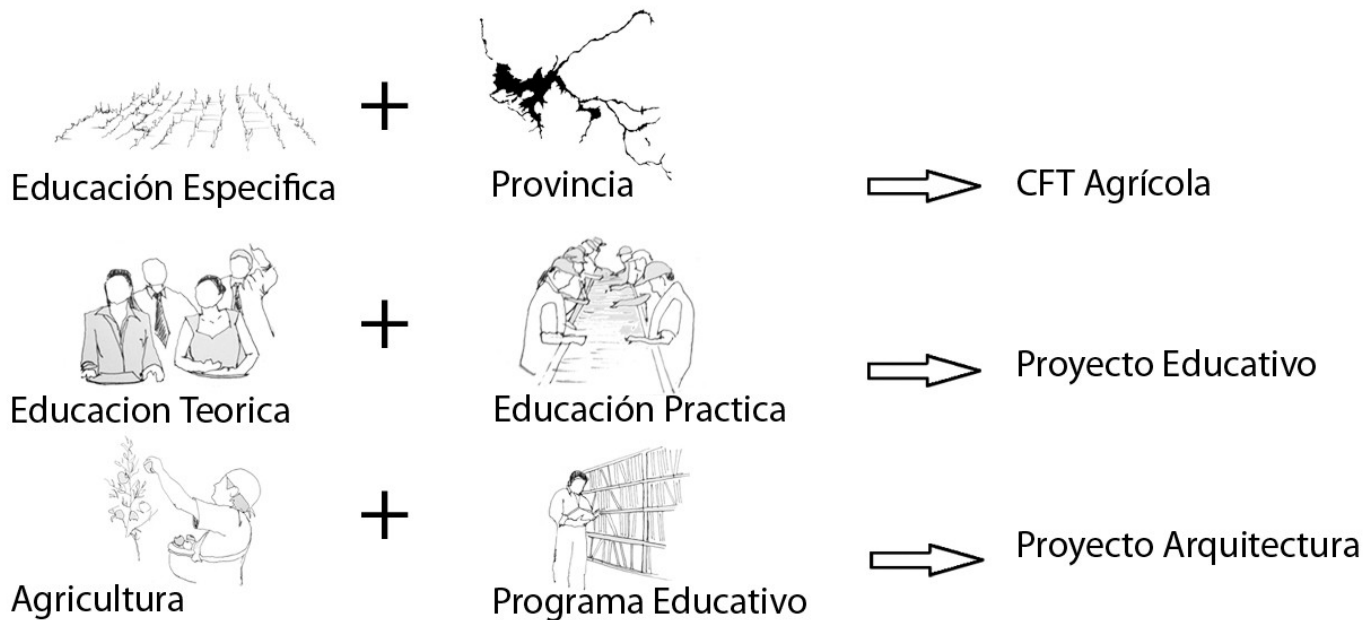 +
Educación Especifica
Provincia
CFT Agrícola
+
Educacion Teorica
Educación Practica
Proyecto Educativo
+
Agricultura
Programa Educativo
Proyecto Arquitectura